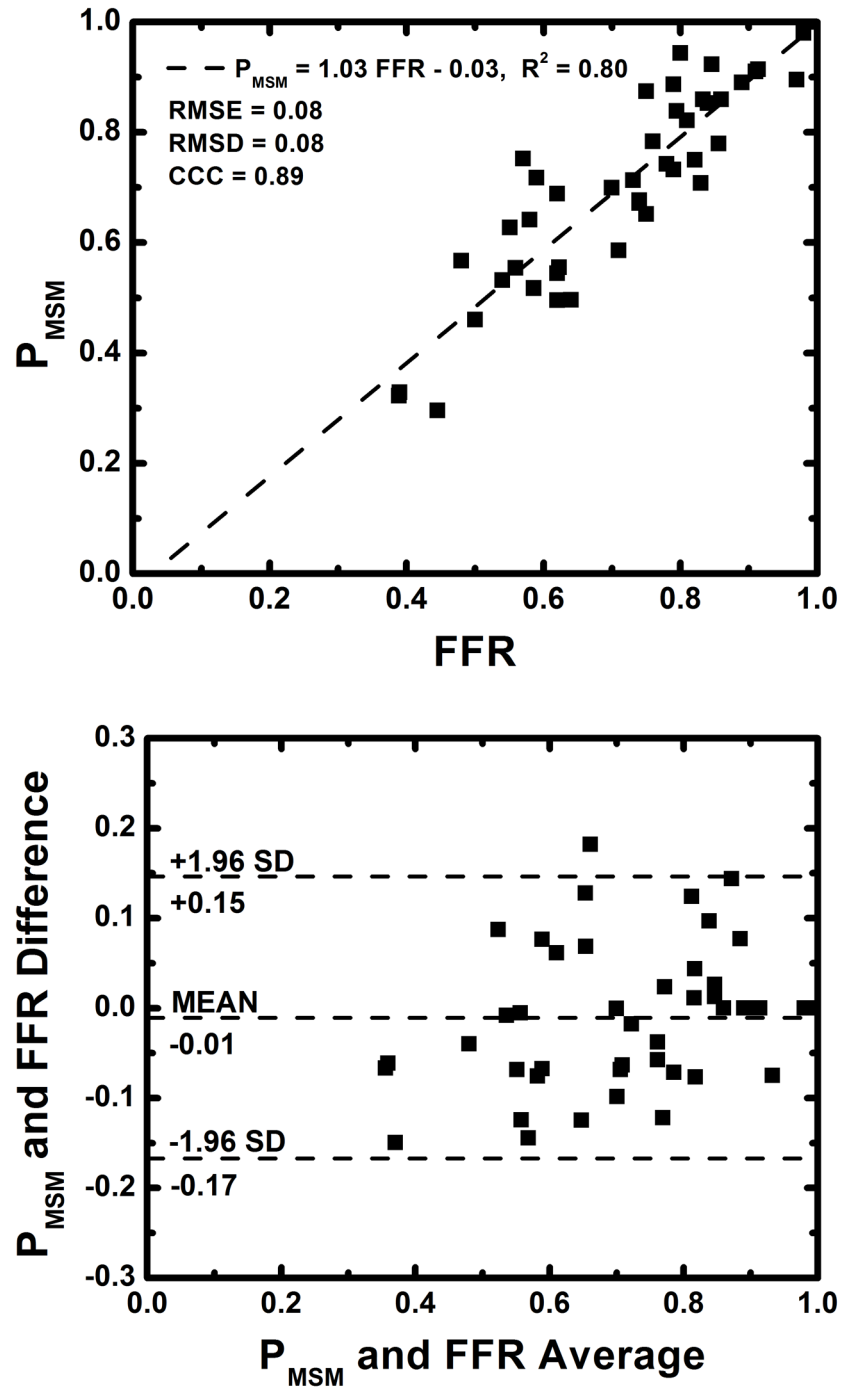 1.0
0.8
0.6
0.4
0.2
0.0
P_MSM = 1.03 FFR - 0.03, R² = 0.80
RMSE = 0.08
RMSD = 0.08
CCC = 0.89
P_MSM
0.0 0.2 0.4 0.6 0.8 1.0
FFR
0.3
0.2
0.1
0.0
-0.1
-0.2
-0.3
+1.96 SD
+0.15
MEAN
-0.01
-1.96 SD
-0.17
P_MSM and FFR Difference
0.0 0.2 0.4 0.6 0.8 1.0
P_MSM and FFR Average